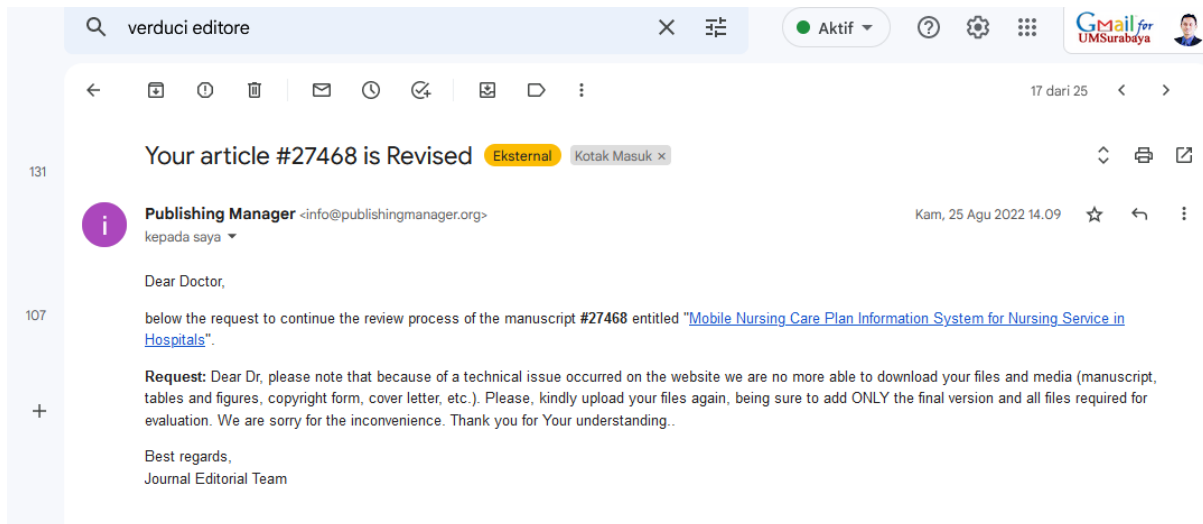 verduci editore
Aktif
GMail for
UMSurabaya
17 dari 25
131
Your article #27468 is Revised Eksternal Kotak Masuk ×
i
Publishing Manager <info@publishingmanager.org>
Kam, 25 Agu 2022 14.09
kepada saya
Dear Doctor,
107
below the request to continue the review process of the manuscript #27468 entitled "Mobile Nursing Care Plan Information System for Nursing Service in
Hospitals".
Request: Dear Dr, please note that because of a technical issue occurred on the website we are no more able to download your files and media (manuscript,
tables and figures, copyright form, cover letter, etc.). Please, kindly upload your files again, being sure to add ONLY the final version and all files required for
evaluation. We are sorry for the inconvenience. Thank you for Your understanding..
Best regards,
Journal Editorial Team